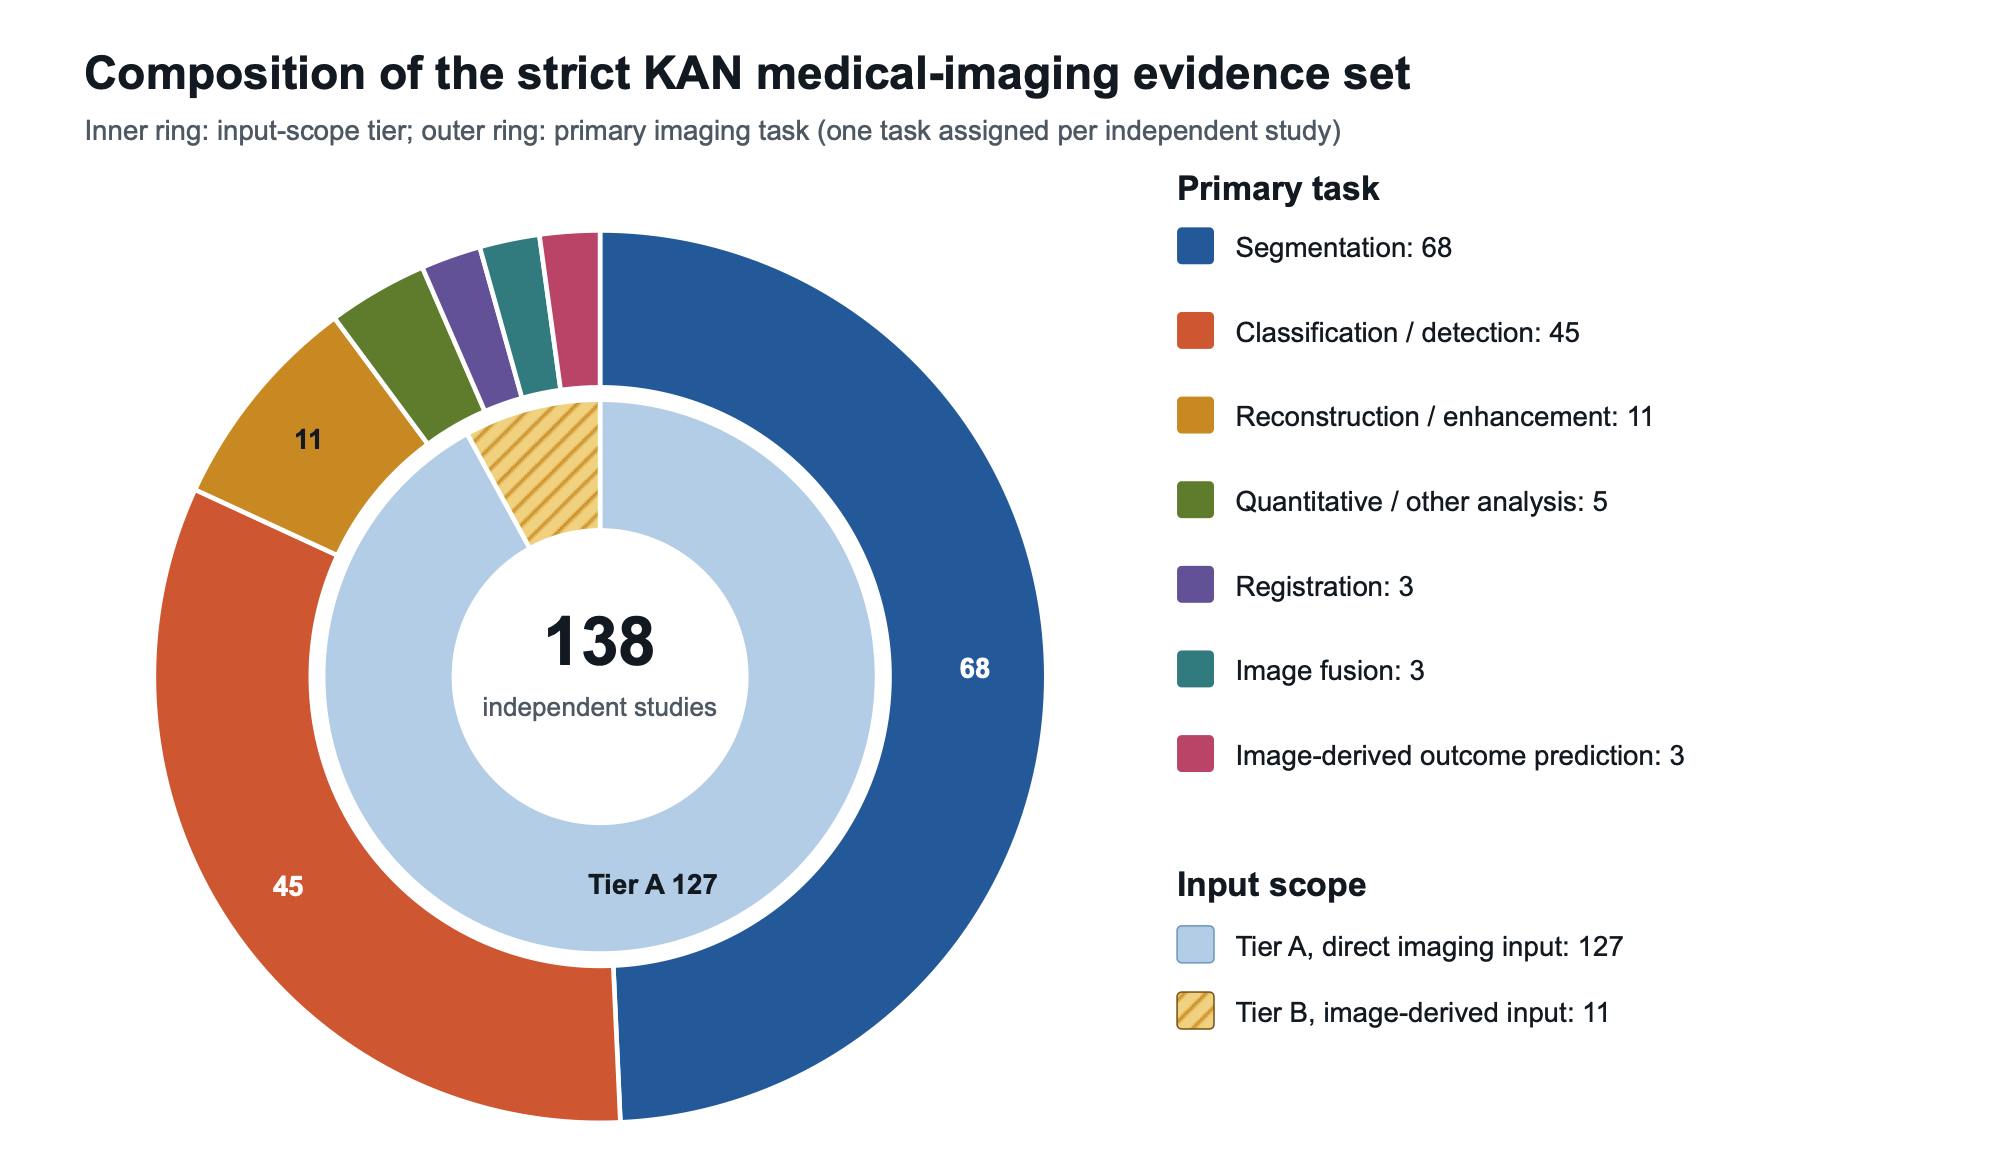 Composition of the strict KAN medical-imaging evidence set
Inner ring: input-scope tier; outer ring: primary imaging task (one task assigned per independent study)
Primary task
Segmentation: 68
Classification / detection: 45
Reconstruction / enhancement: 11
Quantitative / other analysis: 5
Registration: 3
Image fusion: 3
Image-derived outcome prediction: 3
Input scope
Tier A, direct imaging input: 127
Tier B, image-derived input: 11
11
138
independent studies
68
45
Tier A 127